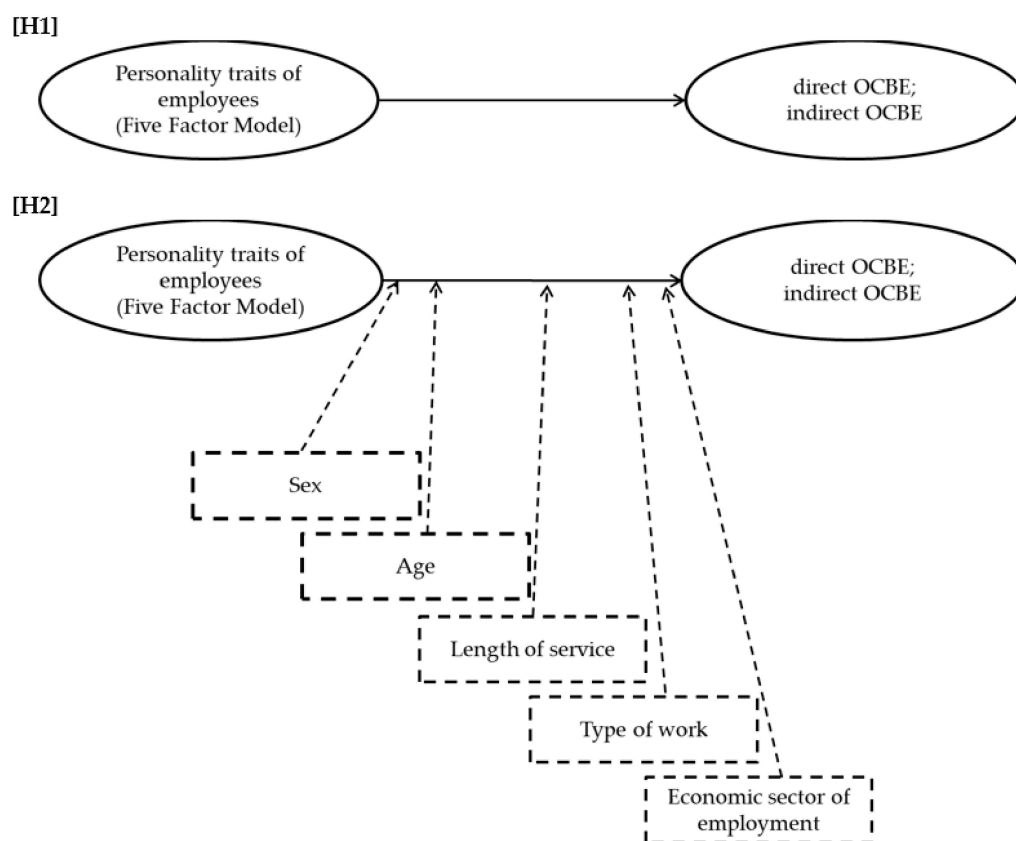 [H1]
Personality traits of
employees
(Five Factor Model)
direct OCBE;
indirect OCBE
[H2]
Personality traits of
employees
(Five Factor Model)
direct OCBE;
indirect OCBE
Sex
Age
Length of service
Type of work
Economic sector of
employment